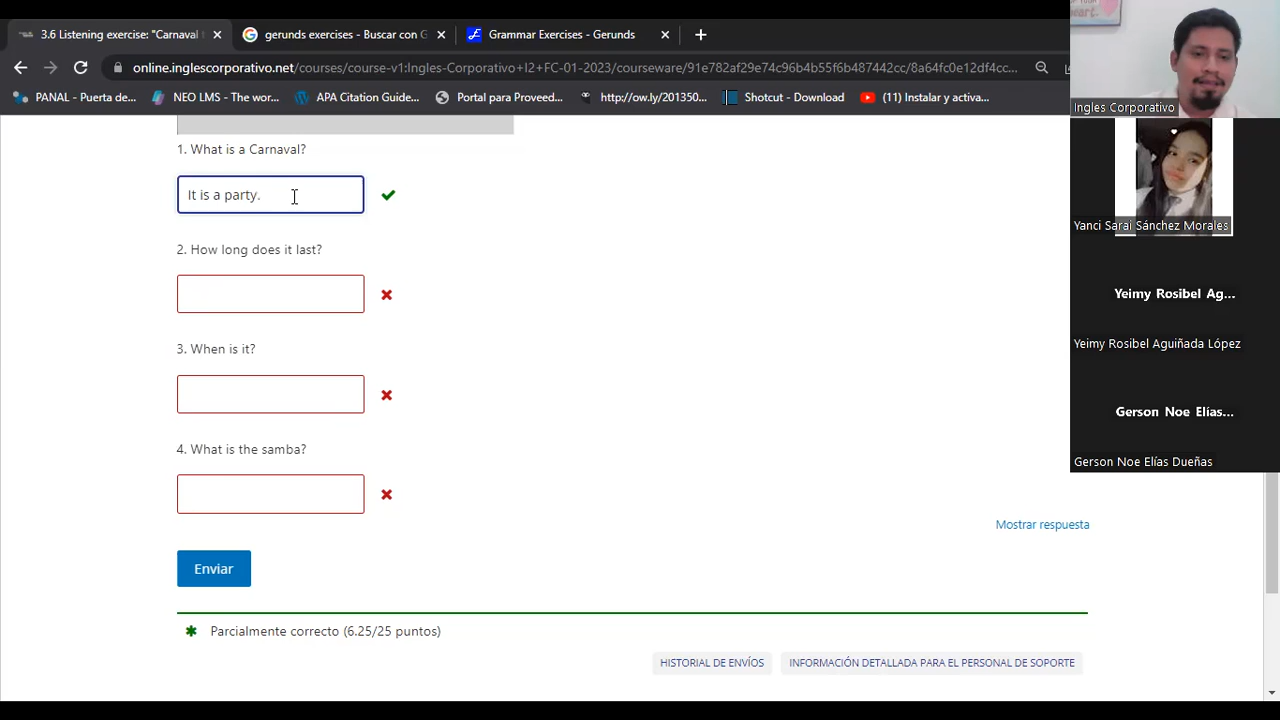 3.6 Listening exercise: "Carnaval
gerunds exercises - Buscar con G
Grammar Exercises - Gerunds
online.inglescorporativo.net/courses/course-v1:Ingles-Corporativo+I2+FC-01-2023/courseware/91e782af29e74c96b4b55f6b487442cc/8a64fc0e12df4cc...
PANAL - Puerta de...
NEO LMS - The wor...
APA Citation Guide...
Portal para Proveed...
http://ow.ly/201350...
Shotcut - Download
(11) Instalar y activa...
Ingles Corporativo
1. What is a Carnaval?
It is a party.
2. How long does it last?
3. When is it?
4. What is the samba?
Mostrar respuesta
Enviar
Parcialmente correcto (6.25/25 puntos)
HISTORIAL DE ENVÍOS
INFORMACIÓN DETALLADA PARA EL PERSONAL DE SOPORTE
Yanci Sarai Sánchez Morales
Yeimy Rosibel Ag...
Yeimy Rosibel Aguiñada López
Gerson Noe Elías...
Gerson Noe Elías Dueñas